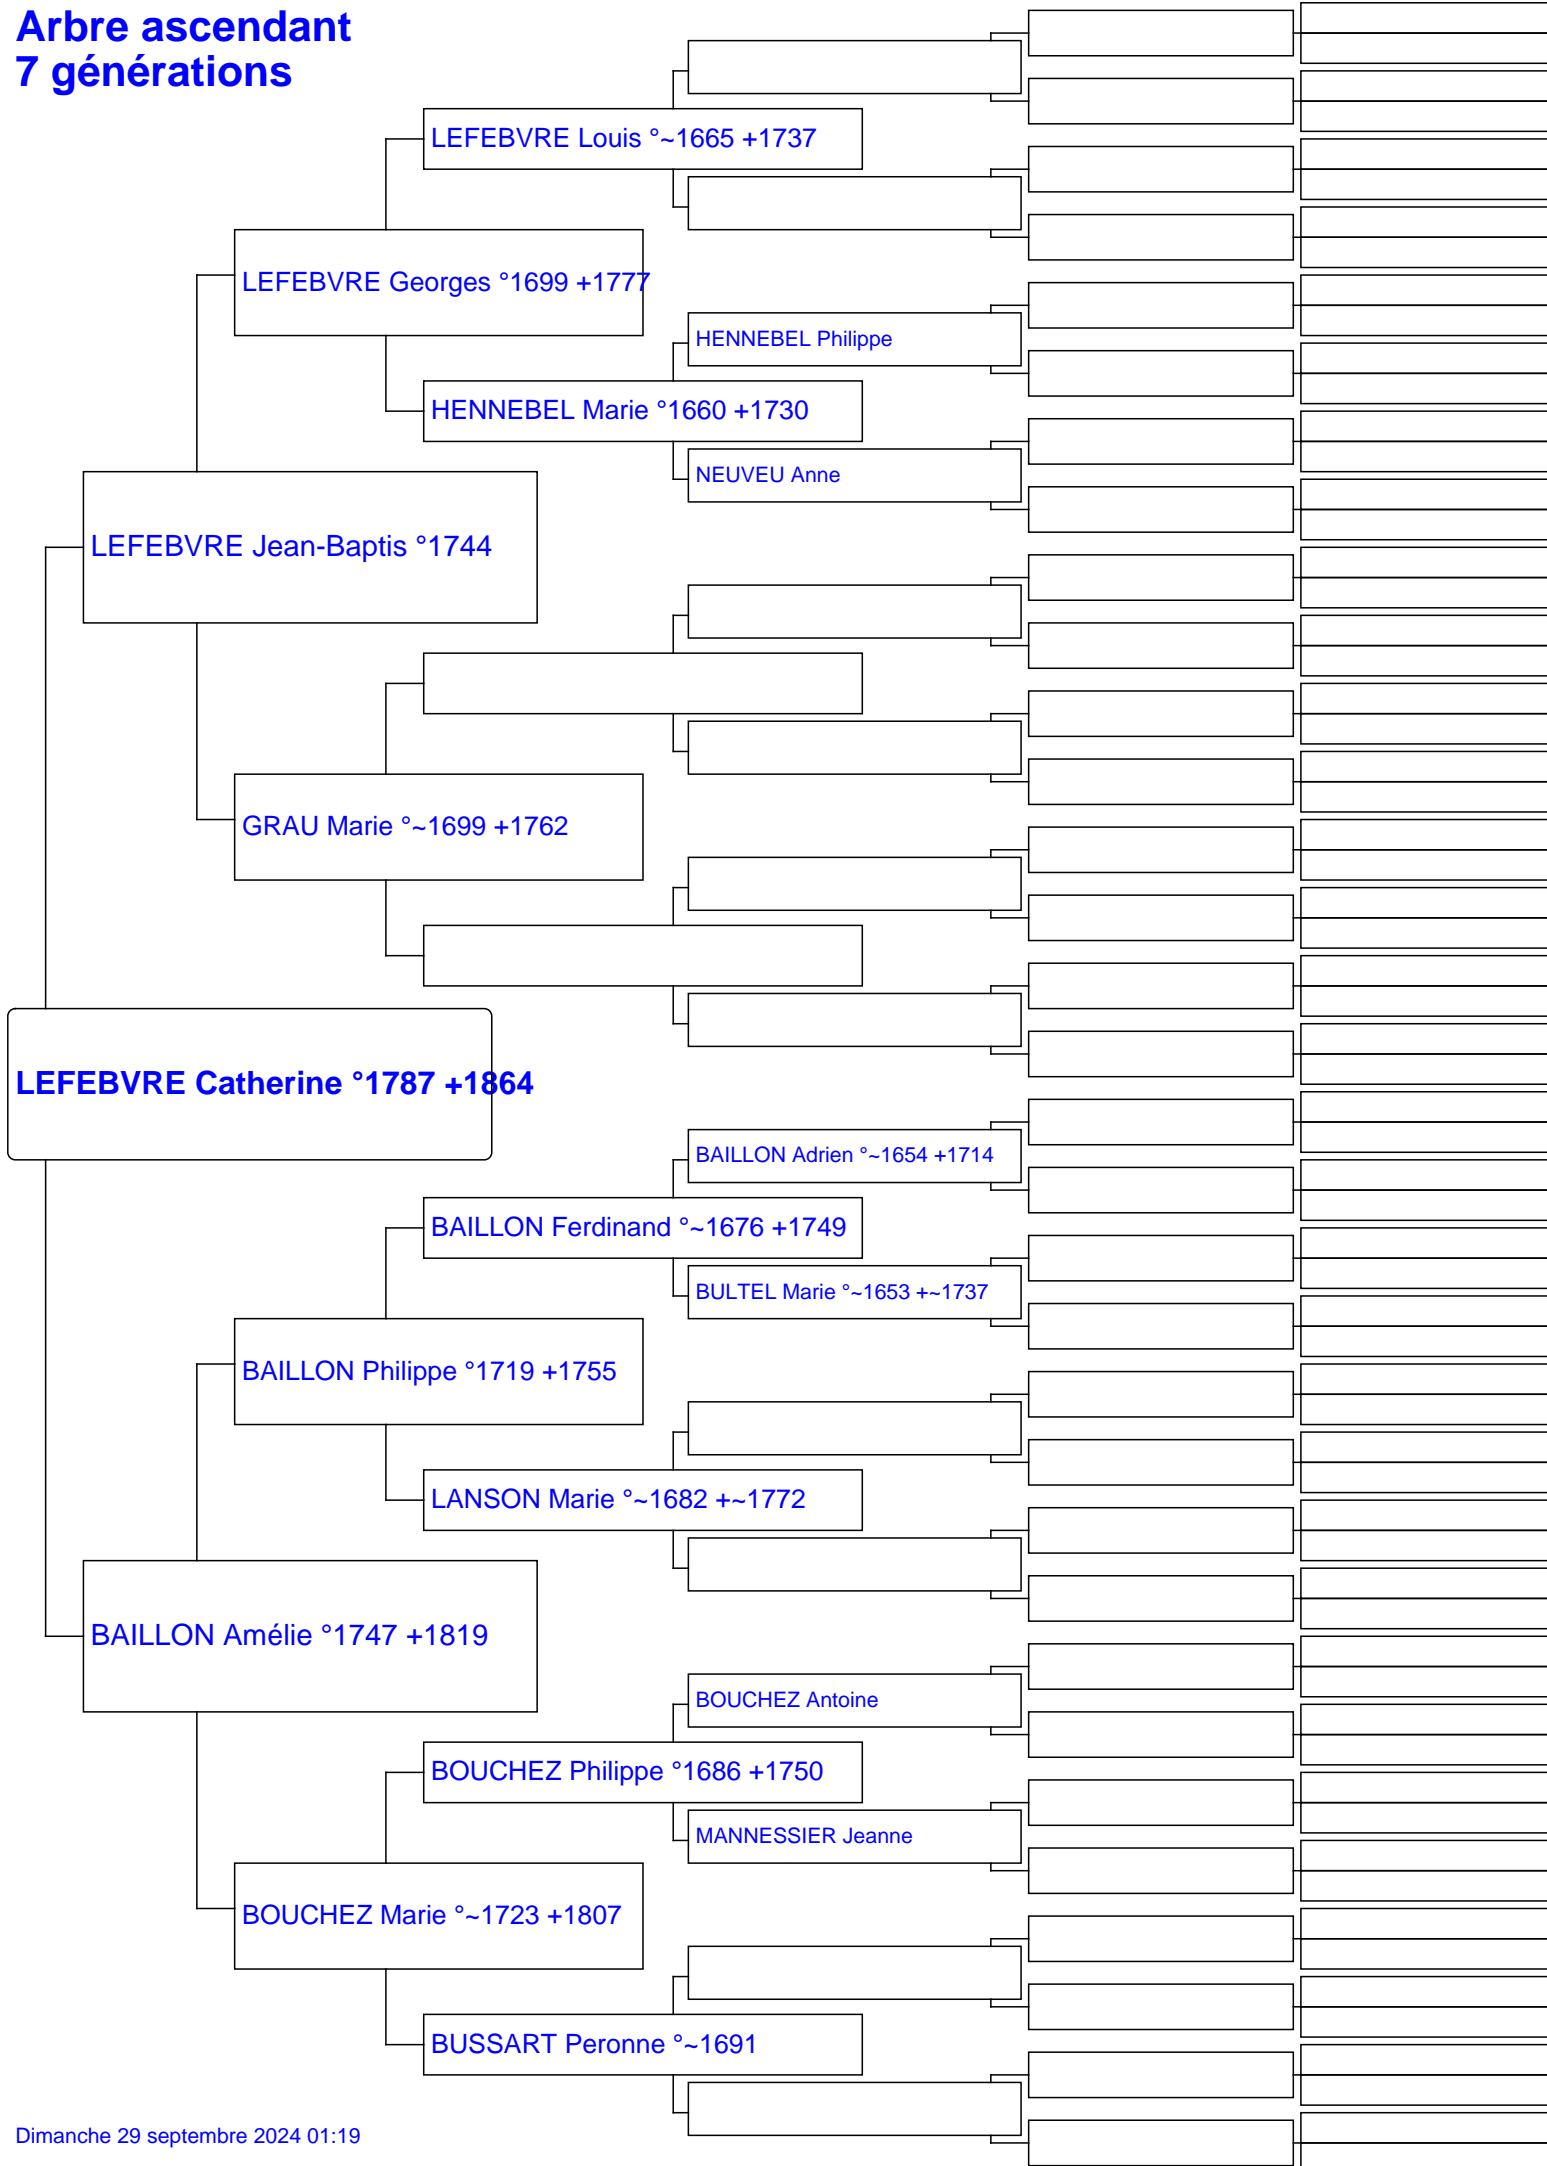 Arbre ascendant
7 générations
LEFEBVRE Louis °~1665 +1737
LEFEBVRE Georges °1699 +1777
HENNEBEL Philippe
HENNEBEL Marie °1660 +1730
NEUVEU Anne
LEFEBVRE Jean-Baptis °1744
GRAU Marie °~1699 +1762
LEFEBVRE Catherine °1787 +1864
BAILLON Adrien °~1654 +1714
BAILLON Ferdinand °~1676 +1749
BULTEL Marie °~1653 +~1737
BAILLON Philippe °1719 +1755
LANSON Marie °~1682 +~1772
BAILLON Amélie °1747 +1819
BOUCHEZ Antoine
BOUCHEZ Philippe °1686 +1750
MANNESSIER Jeanne
BOUCHEZ Marie °~1723 +1807
BUSSART Peronne °~1691
Dimanche 29 septembre 2024 01:19